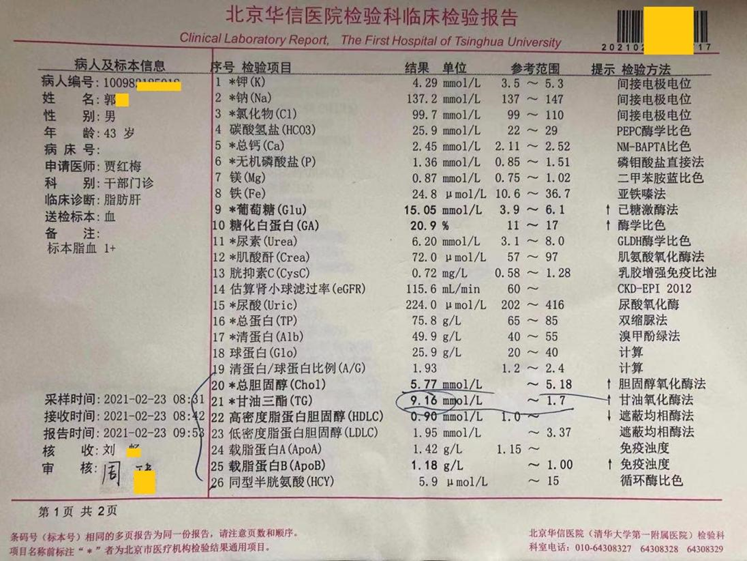 北京华信医院检验科临床检验报告
Clinical Laboratory Report, The First Hospital of Tsinghua University
202102 17
病人及标本信息
病人编号:
姓 名:郭
性 别:男
年 龄:43 岁
病 床 号:
申请医师:贾红梅
科 别:干部门诊
临床诊断:脂肪肝
送检标本:血
备 注:
标本脂血 1+
采样时间:2021-02-23 08:31
接收时间:2021-02-23 08:42
报告时间:2021-02-23 09:53
核 收:刘
审 核:周
序号 检验项目 结果 单位 参考范围 提示 检验方法
1 *钾(K) 4.29 mmol/L 3.5 ~ 5.3 间接电极电位
2 *钠(Na) 137.2 mmol/L 137 ~ 147 间接电极电位
3 *氯化物(Cl) 99.7 mmol/L 99 ~ 110 间接电极电位
4 碳酸氢盐(HCO3) 25.9 mmol/L 22 ~ 29 PEPC酶学比色
5 *总钙(Ca) 2.45 mmol/L 2.11 ~ 2.52 NM-BAPTA比色
6 *无机磷酸盐(P) 1.36 mmol/L 0.85 ~ 1.51 磷钼酸盐直接法
7 镁(Mg) 0.87 mmol/L 0.75 ~ 1.02 二甲苯胺蓝比色
8 铁(Fe) 24.8 μmol/L 10.6 ~ 36.7 亚铁嗪法
9 *葡萄糖(Glu) 15.05 mmol/L 3.9 ~ 6.1 ↑ 己糖激酶法
10 糖化白蛋白(GA) 20.9 % 11 ~ 17 ↑ 酶学比色
11 *尿素(Urea) 6.20 mmol/L 3.1 ~ 8.0 GLDH酶学比色
12 *肌酸酐(Crea) 72.0 μmol/L 57 ~ 97 肌氨酸氧化酶法
13 胱抑素C(CysC) 0.72 mg/L 0.58 ~ 1.28 乳胶增强免疫比浊
14 估算肾小球滤过率(eGFR) 115.6 mL/min 60 ~ CKD-EPI 2012
15 *尿酸(Uric) 224.0 μmol/L 202 ~ 416 尿酸氧化酶
16 *总蛋白(TP) 75.8 g/L 65 ~ 85 双缩脲法
17 *清蛋白(Alb) 49.9 g/L 40 ~ 55 溴甲酚绿法
18 球蛋白(Glo) 25.9 g/L 20 ~ 40 计算
19 清蛋白/球蛋白比例(A/G) 1.93 1.2 ~ 2.4 计算
20 *总胆固醇(Chol) 5.77 mmol/L ~ 5.18 ↑ 胆固醇氧化酶法
21 *甘油三酯(TG) 9.16 mmol/L ~ 1.7 ↑ 甘油氧化酶法
22 高密度脂蛋白胆固醇(HDLC) 0.90 mmol/L 1.0 ~ ↓ 遮蔽均相酶法
23 低密度脂蛋白胆固醇(LDLC) 1.95 mmol/L ~ 3.37 遮蔽均相酶法
24 载脂蛋白A(ApoA) 1.42 g/L 1.15 ~ 免疫浊度
25 载脂蛋白B(ApoB) 1.18 g/L ~ 1.00 ↑ 免疫浊度
26 同型半胱氨酸(HCY) 5.9 μmol/L ~ 15 循环酶比色
第 1 页 共 2 页
条码号(标本号)相同的多页报告为同一份报告,请注意页数和顺序。
项目名称前标注“*”者为北京市医疗机构检验结果通用项目。
北京华信医院(清华大学第一附属医院)检验科
科室电话:010-64308327 64308328 64308329